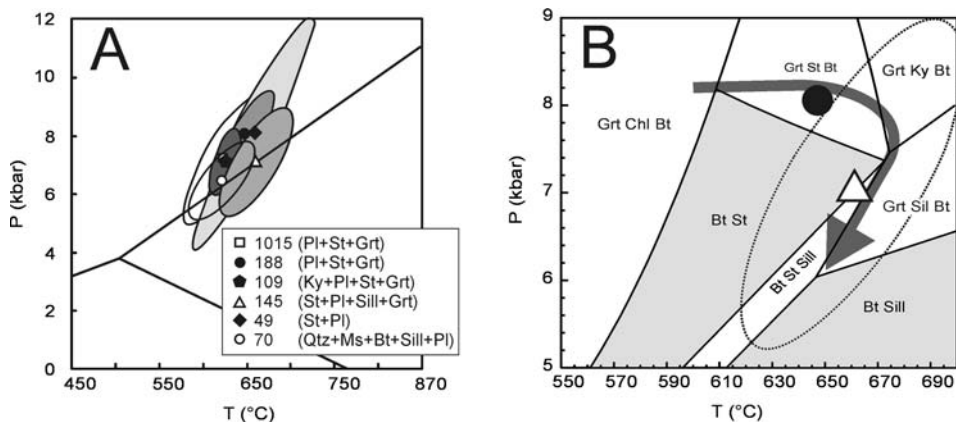 A
P (kbar)
12
10
8
6
4
2
0
1015 (Pl+St+Grt)
188 (Pl+St+Grt)
109 (Ky+Pl+St+Grt)
145 (St+Pl+Sill+Grt)
49 (St+Pl)
70 (Qtz+Ms+Bt+Sill+Pl)
450 550 650 750 870
T (°C)
B
P (kbar)
9
8
7
6
5
Grt St Bt
Grt Ky Bt
Grt Chl Bt
Grt Sil Bt
Bt St
Bt St Sill
Bt Sill
550 570 590 610 630 650 670 690
T (°C)